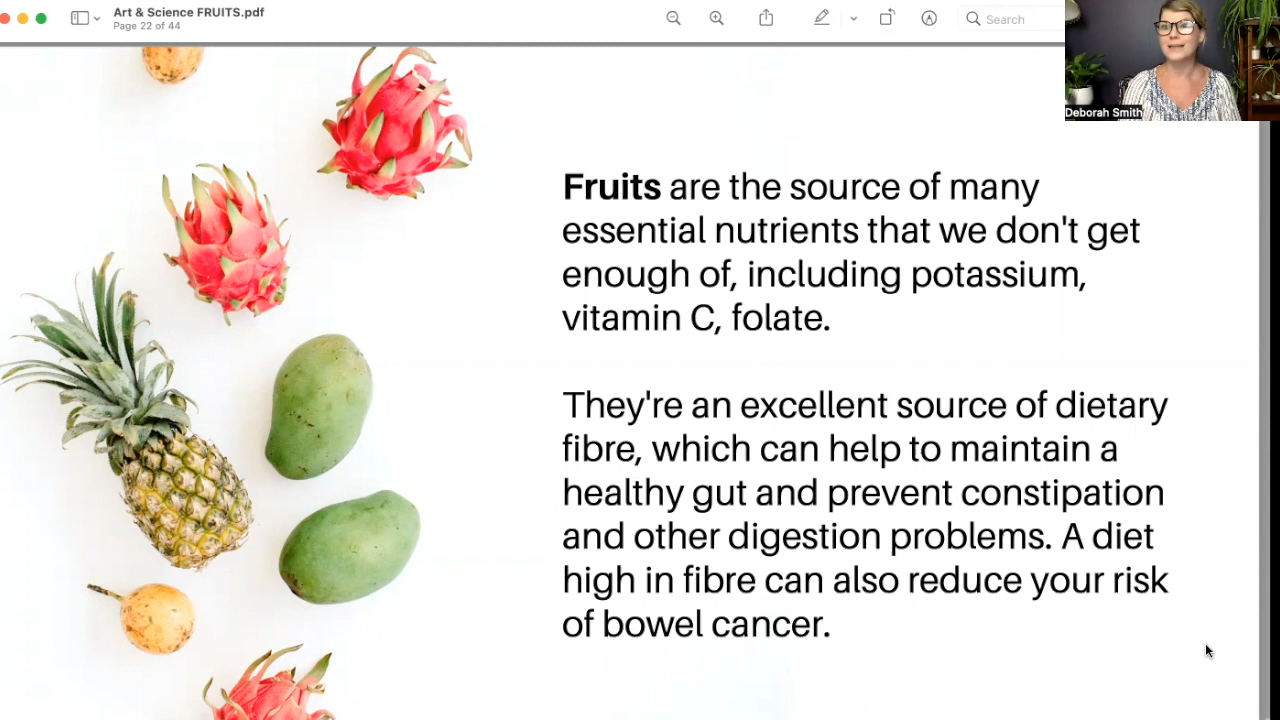 Art & Science FRUITS.pdf
Page 22 of 44
Search
Deborah Smith
Fruits are the source of many
essential nutrients that we don't get
enough of, including potassium,
vitamin C, folate.
They're an excellent source of dietary
fibre, which can help to maintain a
healthy gut and prevent constipation
and other digestion problems. A diet
high in fibre can also reduce your risk
of bowel cancer.